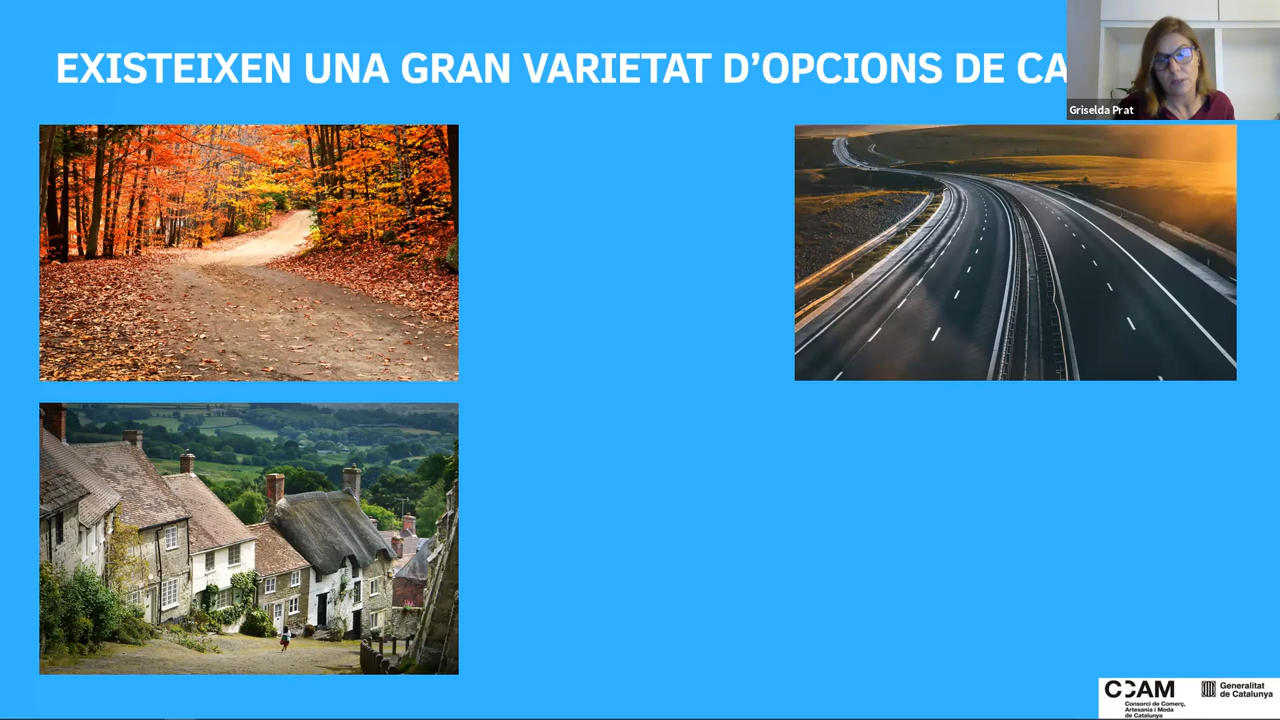 EXISTEIXEN UNA GRAN VARIETAT D’OPCIONS DE CA
Griselda Prat
CCAM
Consorci de Comerç,
Artesania i Moda
de Catalunya
Generalitat
de Catalunya